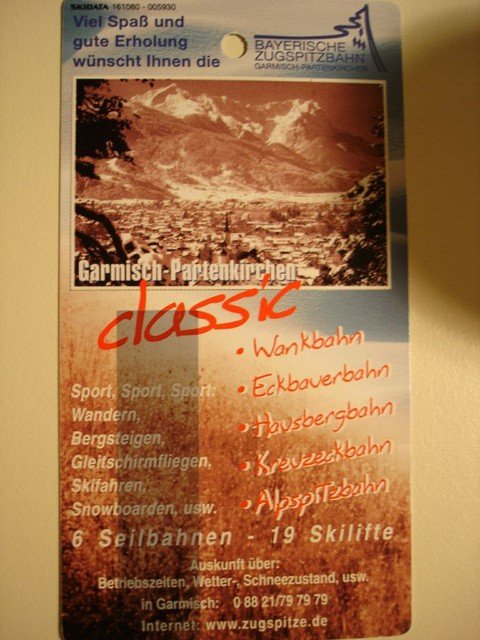 SKIDATA 161080 - 005930
Viel Spaß und
gute Erholung
wünscht Ihnen die
BAYERISCHE
ZUGSPITZBAHN
GARMISCH-PARTENKIRCHEN
Garmisch-Partenkirchen
classic
• Wankbahn
• Eckbauerbahn
• Hausbergbahn
• Kreuzeckbahn
• Alpspitzbahn
Sport, Sport, Sport:
Wandern,
Bergsteigen,
Gleitschirmfliegen,
Skifahren,
Snowboarden, usw.
6 Seilbahnen - 19 Skilifte
Auskunft über:
Betriebszeiten, Wetter-, Schneezustand, usw.
in Garmisch: 0 88 21/79 79 79
Internet: www.zugspitze.de